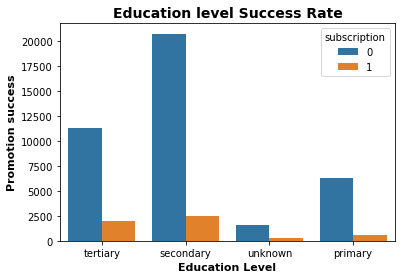 Education level Success Rate
subscription
0
1
20000
17500
15000
12500
10000
7500
5000
2500
0
Promotion success
tertiary secondary unknown primary
Education Level